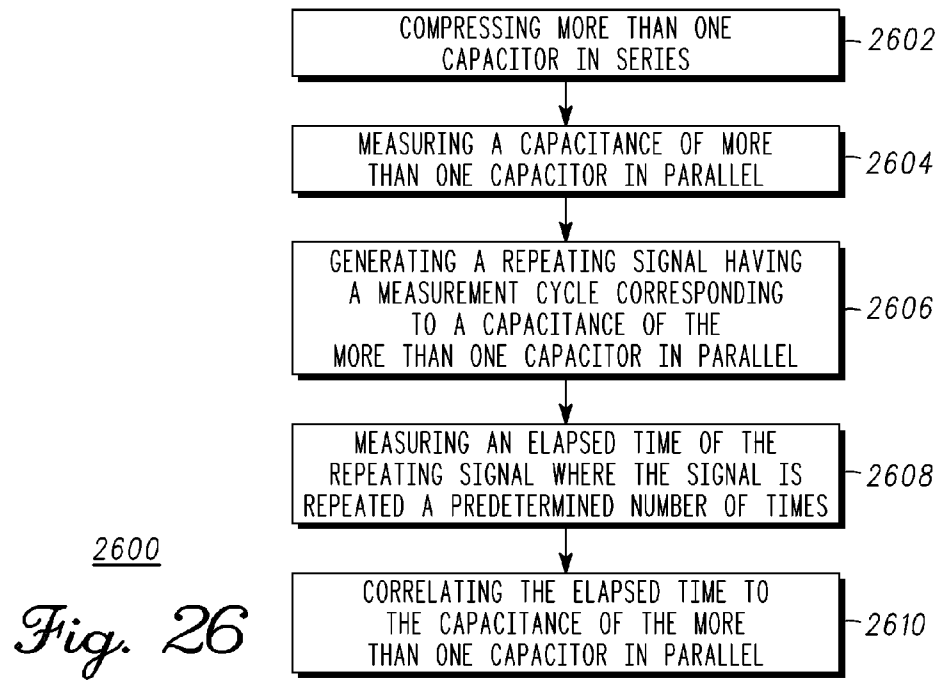 COMPRESSING MORE THAN ONE
CAPACITOR IN SERIES
2602
MEASURING A CAPACITANCE OF MORE
THAN ONE CAPACITOR IN PARALLEL
2604
GENERATING A REPEATING SIGNAL HAVING
A MEASUREMENT CYCLE CORRESPONDING
TO A CAPACITANCE OF THE
MORE THAN ONE CAPACITOR IN PARALLEL
2606
MEASURING AN ELAPSED TIME OF THE
REPEATING SIGNAL WHERE THE SIGNAL IS
REPEATED A PREDETERMINED NUMBER OF TIMES
2608
CORRELATING THE ELAPSED TIME TO
THE CAPACITANCE OF THE MORE
THAN ONE CAPACITOR IN PARALLEL
2610
2600
Fig. 26